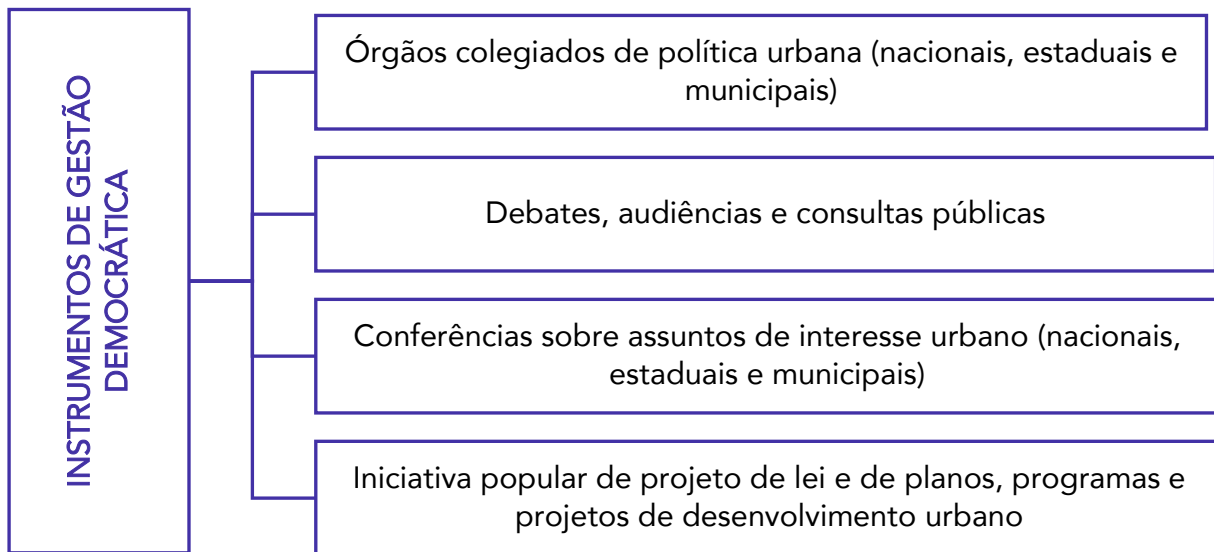 INSTRUMENTOS DE GESTÃO
DEMOCRÁTICA
Órgãos colegiados de política urbana (nacionais, estaduais e
municipais)
Debates, audiências e consultas públicas
Conferências sobre assuntos de interesse urbano (nacionais,
estaduais e municipais)
Iniciativa popular de projeto de lei e de planos, programas e
projetos de desenvolvimento urbano